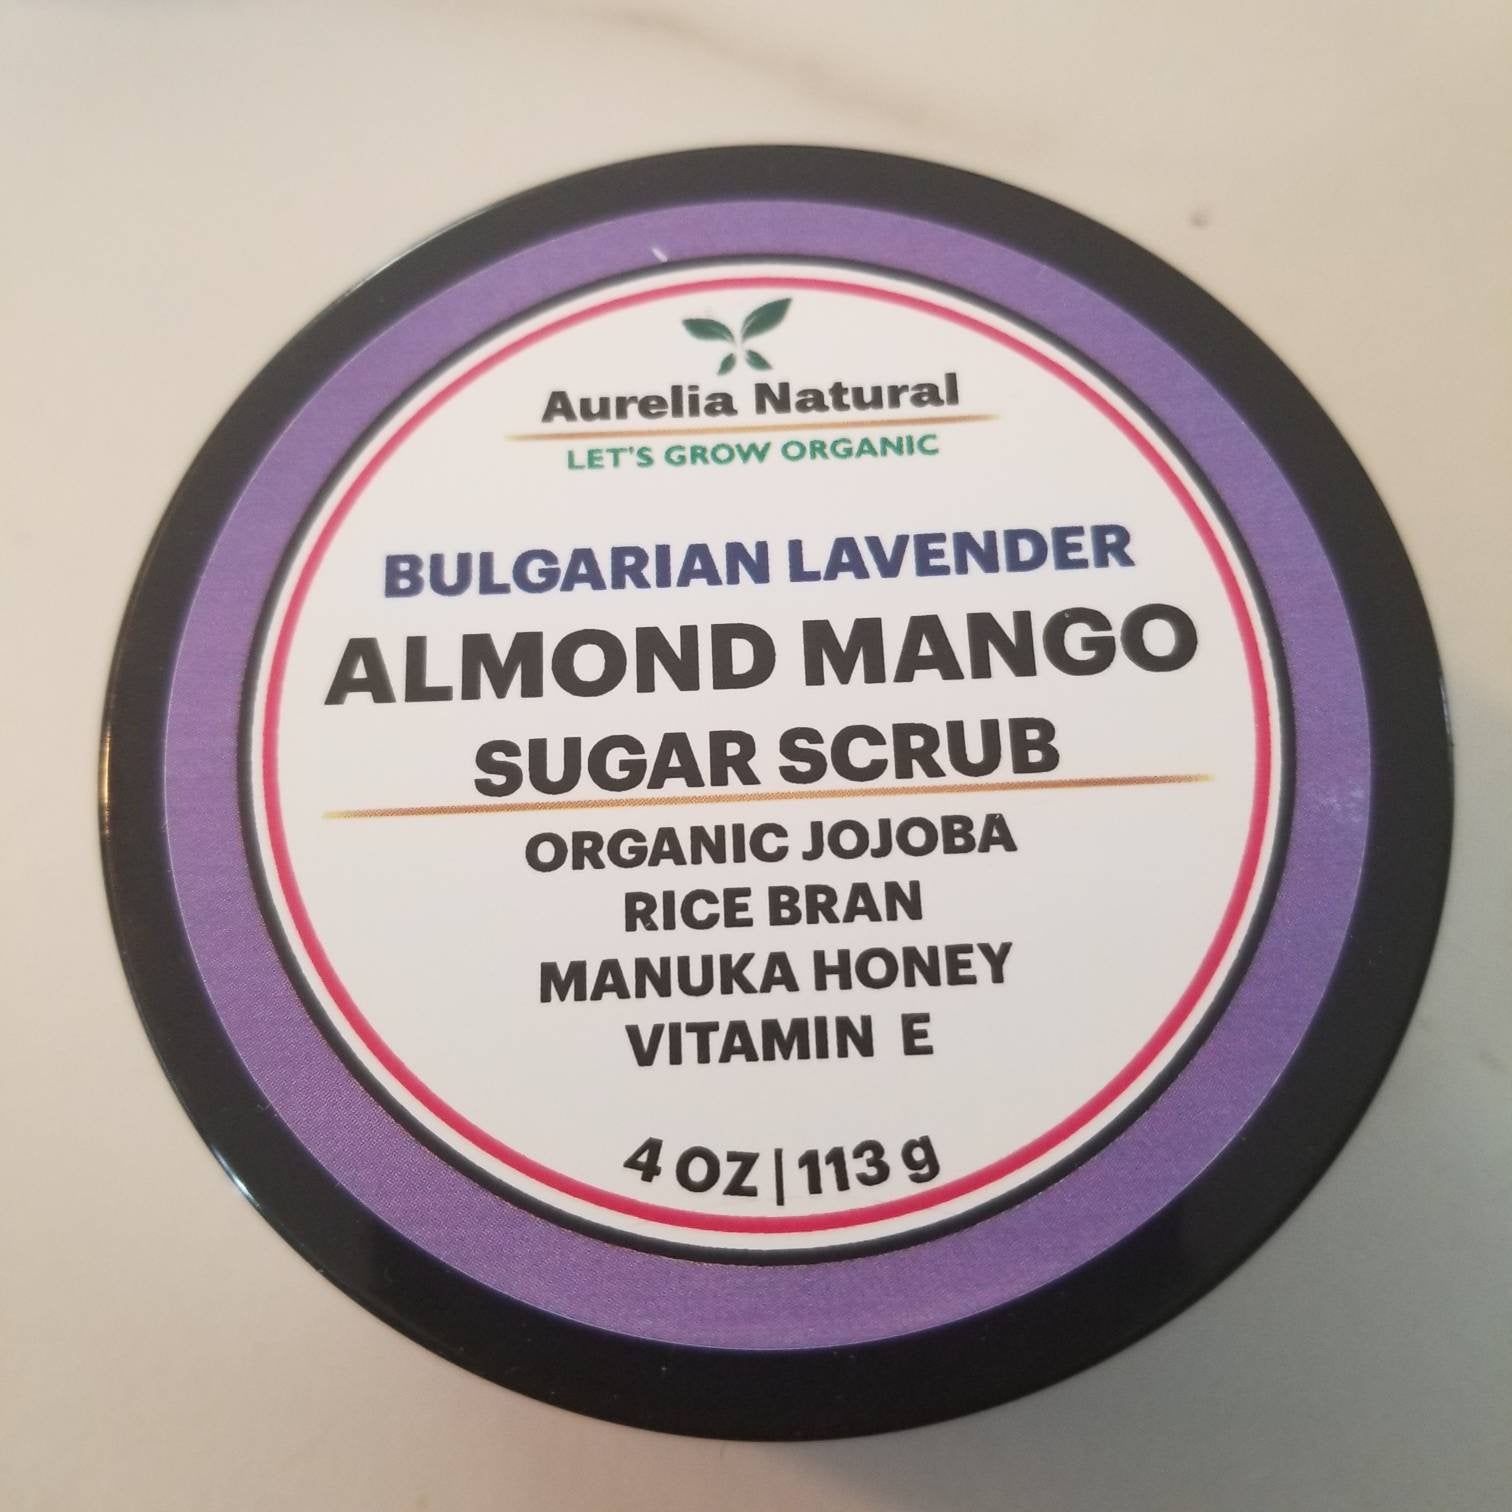 Aurelia Natural
LET'S GROW ORGANIC
BULGARIAN LAVENDER
ALMOND MANGO
SUGAR SCRUB
ORGANIC JOJOBA
RICE BRAN
MANUKA HONEY
VITAMIN E
4 OZ | 113 g